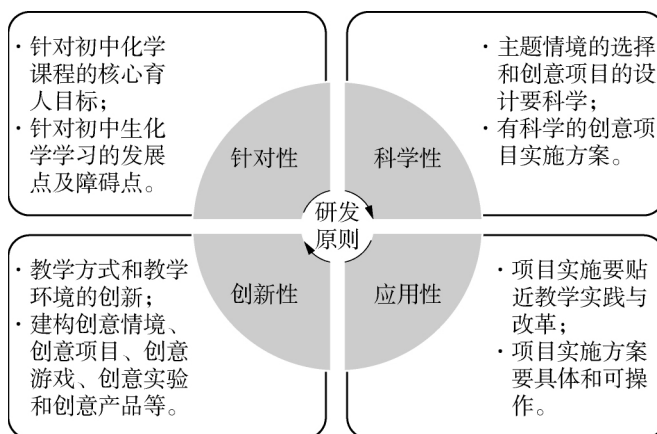 · 针对初中化学
课程的核心育
人目标；
· 针对初中生化
学学习的发展
点及障碍点。
· 主题情境的选择
和创意项目的设
计要科学；
· 有科学的创意项
目实施方案。
针对性
科学性
研发
原则
创新性
应用性
· 教学方式和教学
环境的创新；
· 建构创意情境、
创意项目、创意
游戏、创意实验
和创意产品等。
· 项目实施要贴
近教学实践与
改革；
· 项目实施方案
要具体和可操
作。